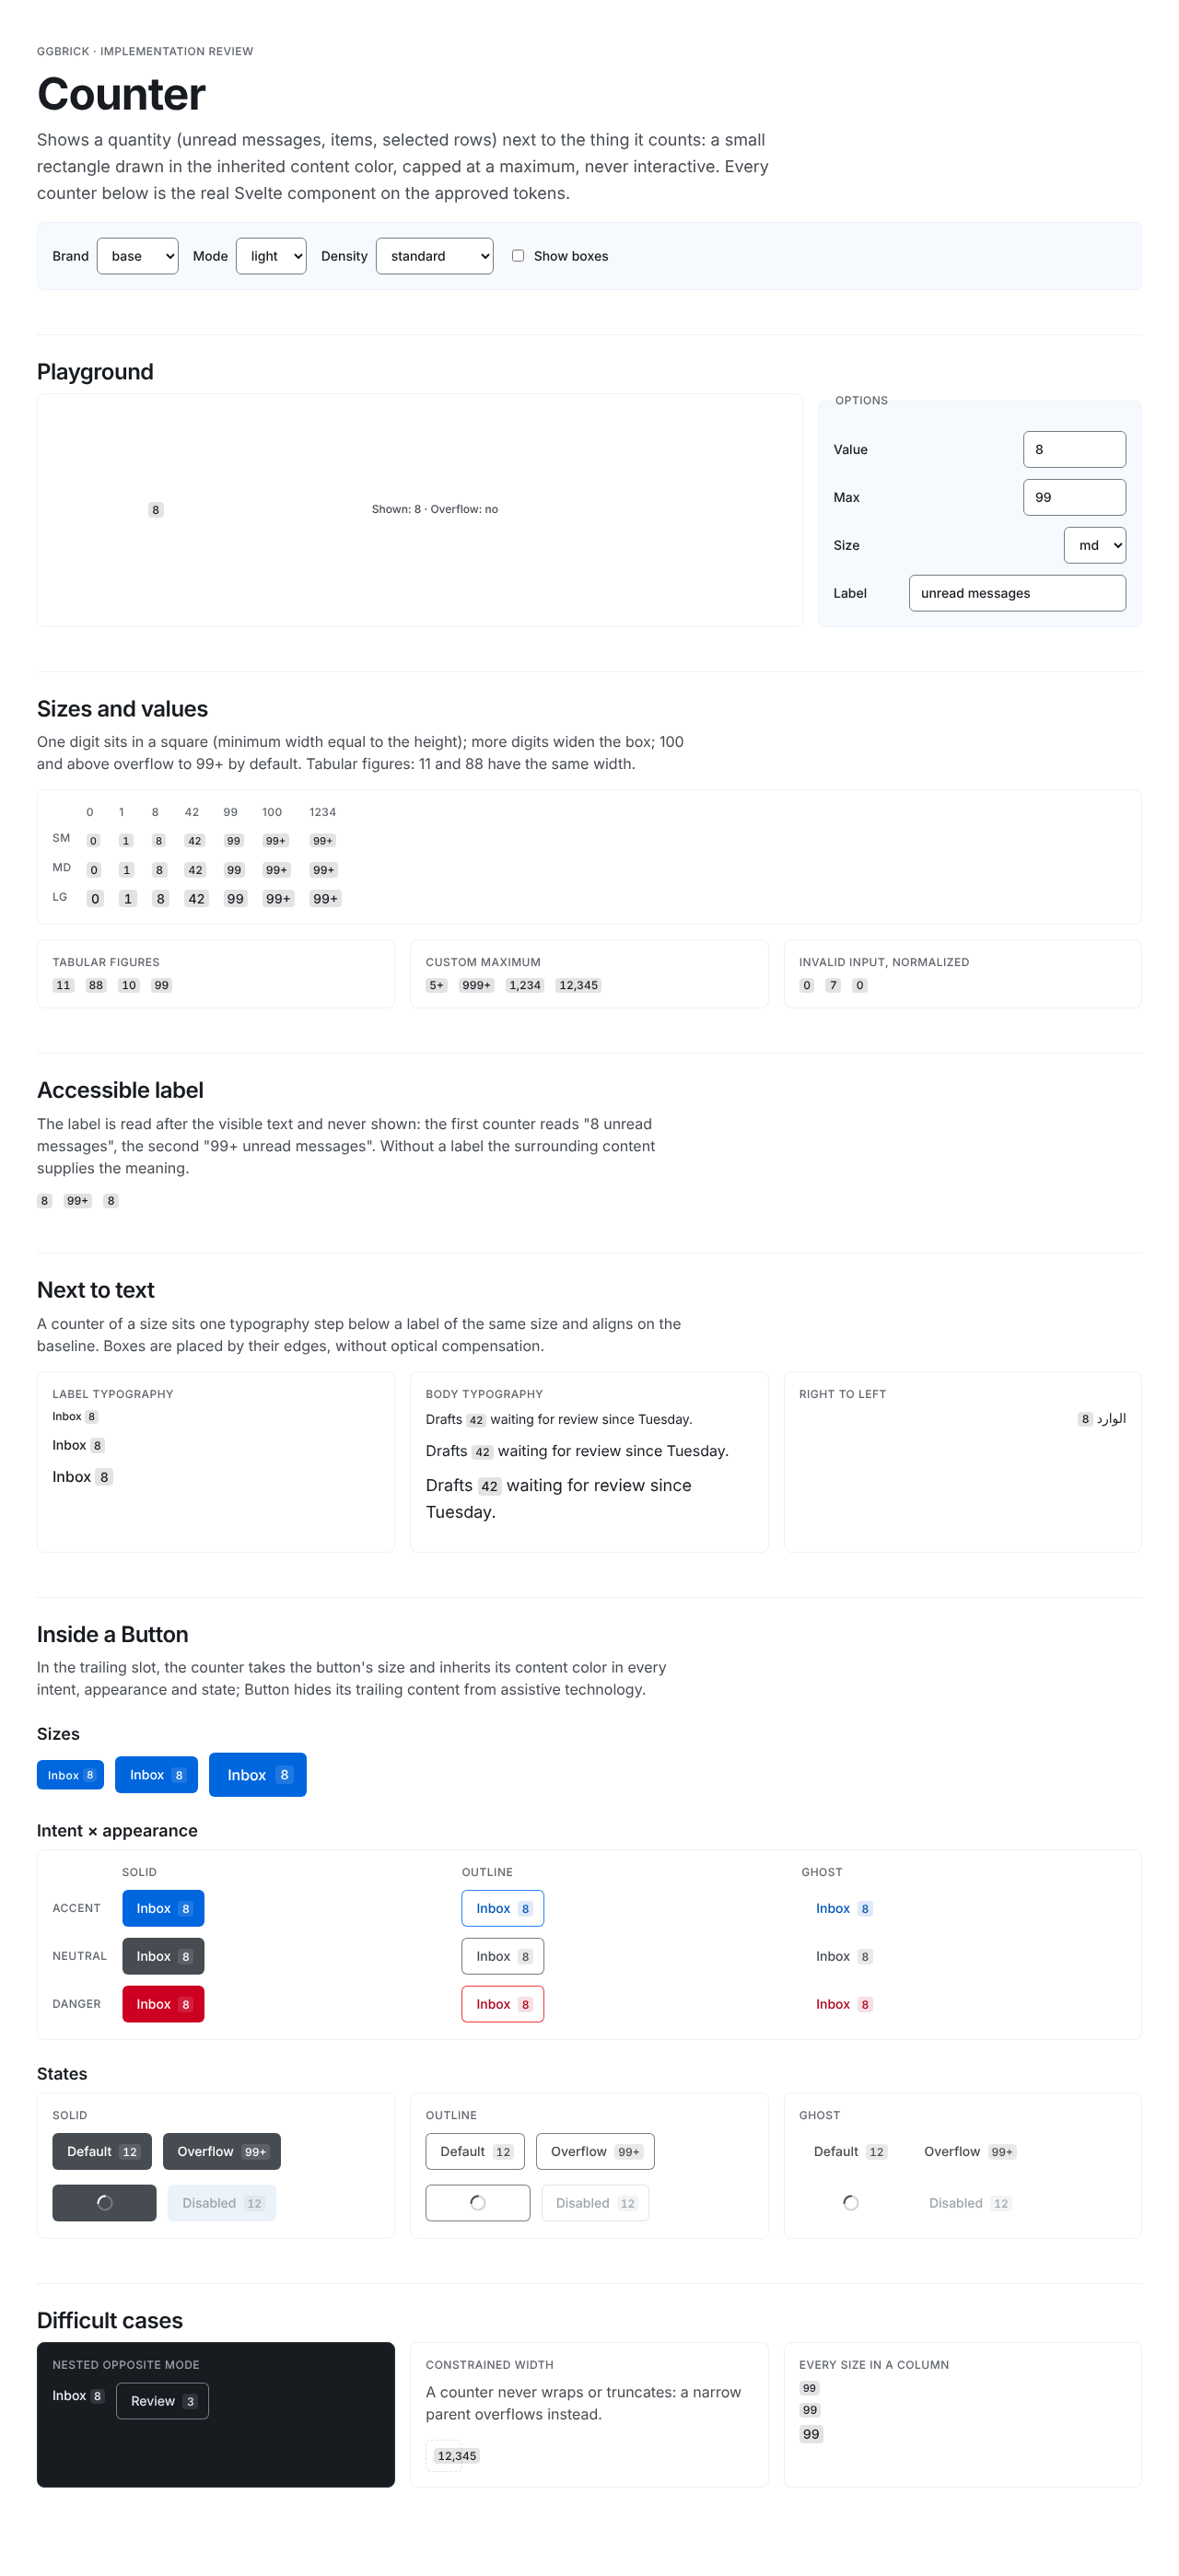 GGBRICK · IMPLEMENTATION REVIEW
Counter
Shows a quantity (unread messages, items, selected rows) next to the thing it counts: a small
rectangle drawn in the inherited content color, capped at a maximum, never interactive. Every
counter below is the real Svelte component on the approved tokens.
Brand base Mode light Density standard Show boxes
Playground
8 Shown: 8 · Overflow: no
OPTIONS
Value 8
Max 99
Size md
Label unread messages
Sizes and values
One digit sits in a square (minimum width equal to the height); more digits widen the box; 100
and above overflow to 99+ by default. Tabular figures: 11 and 88 have the same width.
0 1 8 42 99 100 1234
SM 0 1 8 42 99 99+ 99+
MD 0 1 8 42 99 99+ 99+
LG 0 1 8 42 99 99+ 99+
TABULAR FIGURES
11 88 10 99
CUSTOM MAXIMUM
5+ 999+ 1,234 12,345
INVALID INPUT, NORMALIZED
0 7 0
Accessible label
The label is read after the visible text and never shown: the first counter reads "8 unread
messages", the second "99+ unread messages". Without a label the surrounding content
supplies the meaning.
8 99+ 8
Next to text
A counter of a size sits one typography step below a label of the same size and aligns on the
baseline. Boxes are placed by their edges, without optical compensation.
LABEL TYPOGRAPHY
Inbox 8
Inbox 8
Inbox 8
BODY TYPOGRAPHY
Drafts 42 waiting for review since Tuesday.
Drafts 42 waiting for review since Tuesday.
Drafts 42 waiting for review since
Tuesday.
RIGHT TO LEFT
الوارد 8
Inside a Button
In the trailing slot, the counter takes the button's size and inherits its content color in every
intent, appearance and state; Button hides its trailing content from assistive technology.
Sizes
Inbox 8 Inbox 8 Inbox 8
Intent × appearance
SOLID OUTLINE GHOST
ACCENT Inbox 8 Inbox 8 Inbox 8
NEUTRAL Inbox 8 Inbox 8 Inbox 8
DANGER Inbox 8 Inbox 8 Inbox 8
States
SOLID
Default 12 Overflow 99+
Disabled 12
OUTLINE
Default 12 Overflow 99+
Disabled 12
GHOST
Default 12 Overflow 99+
Disabled 12
Difficult cases
NESTED OPPOSITE MODE
Inbox 8 Review 3
CONSTRAINED WIDTH
A counter never wraps or truncates: a narrow
parent overflows instead.
12,345
EVERY SIZE IN A COLUMN
99
99
99